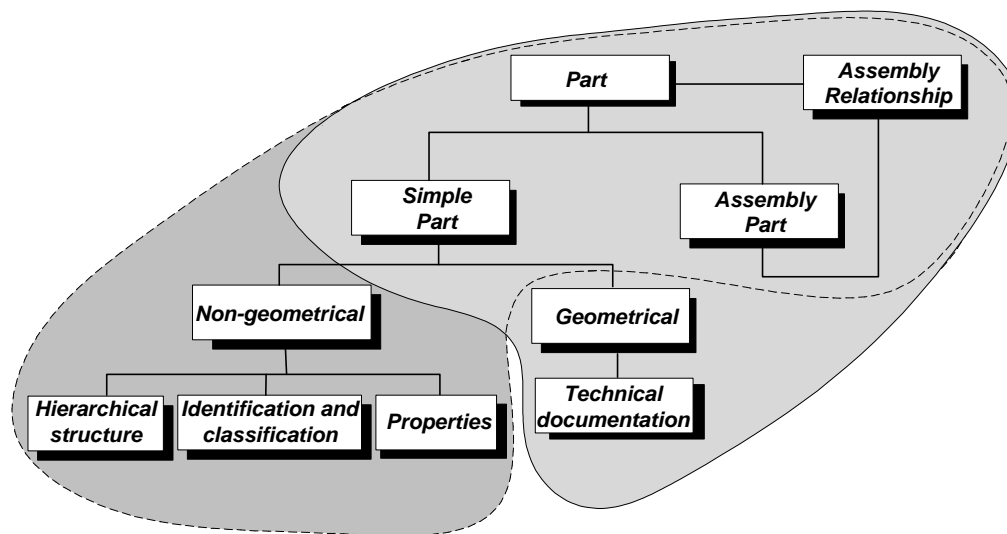 Part
Assembly
Relationship
Simple
Part
Assembly
Part
Non-geometrical
Geometrical
Hierarchical
structure
Identification and
classification
Properties
Technical
documentation